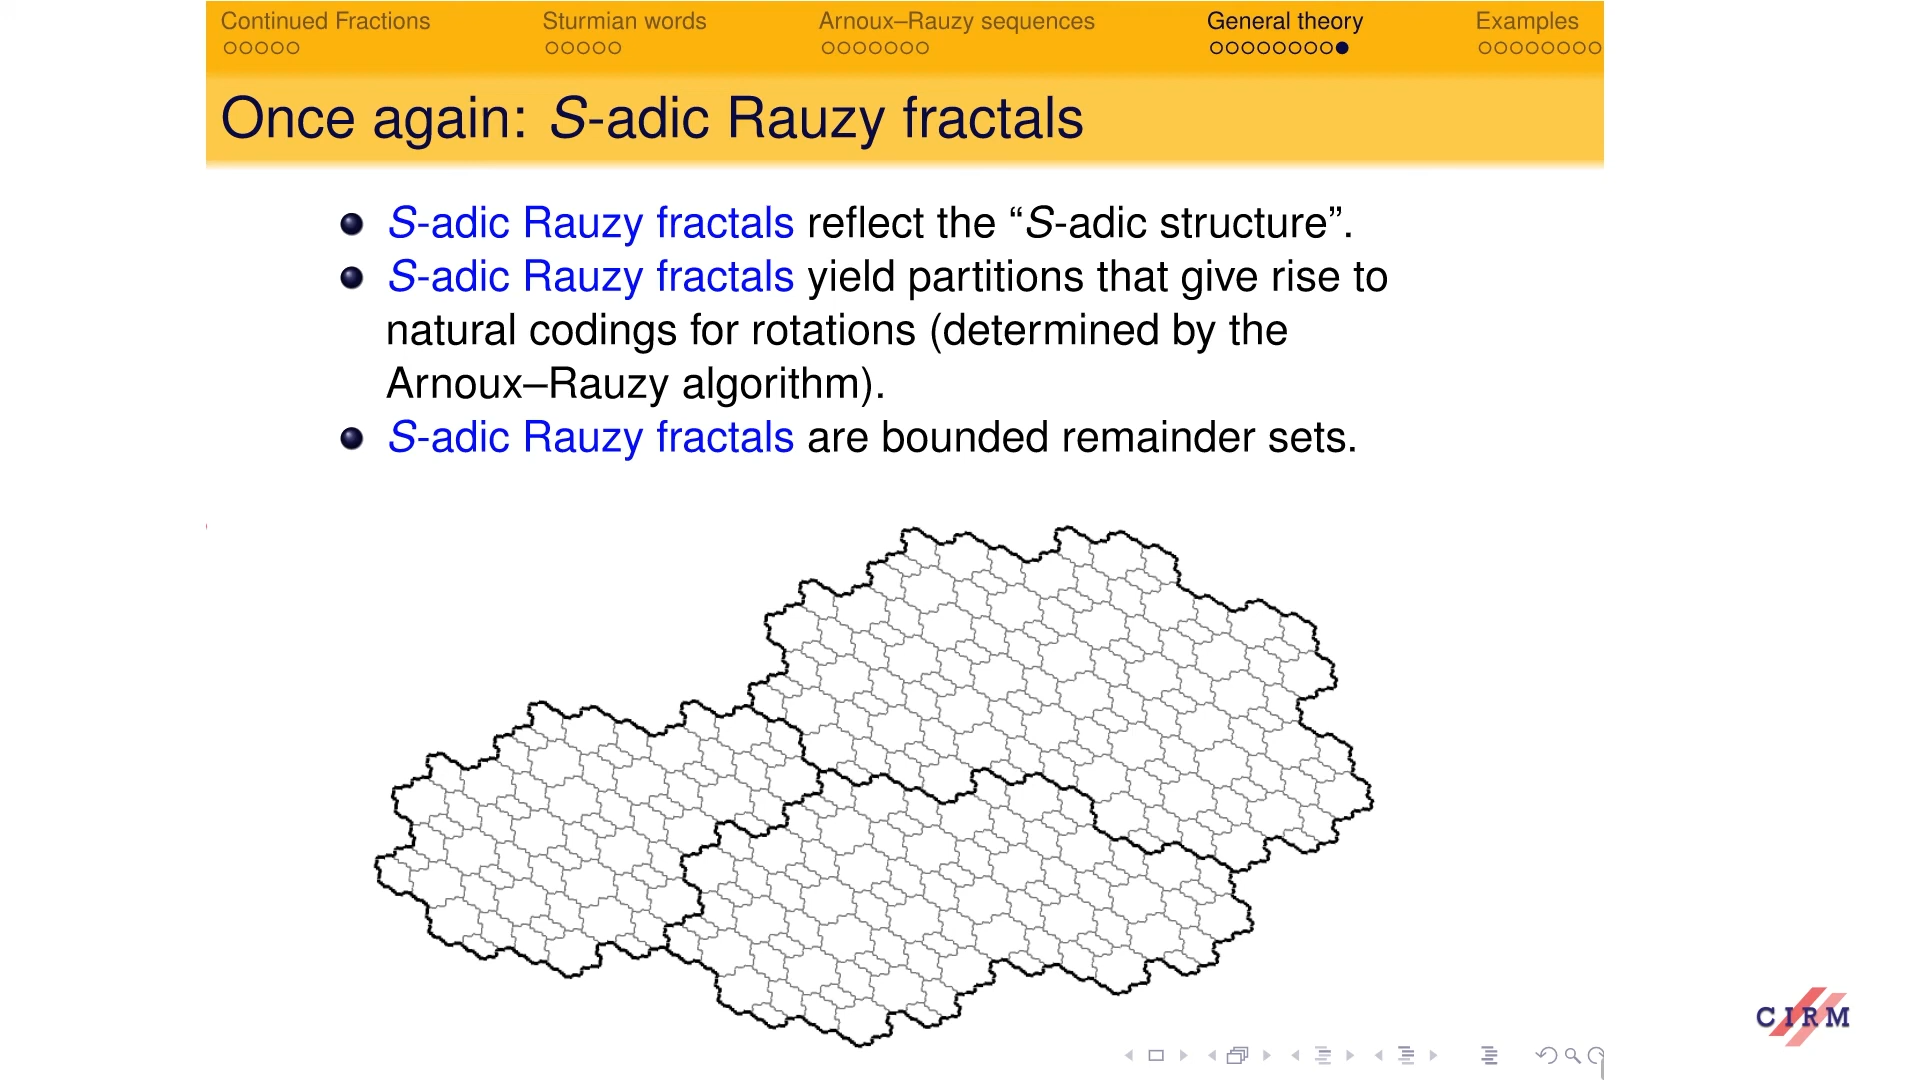 Continued Fractions Sturmian words Arnoux–Rauzy sequences General theory Examples
Once again: S-adic Rauzy fractals
S-adic Rauzy fractals reflect the “S-adic structure”.
S-adic Rauzy fractals yield partitions that give rise to
natural codings for rotations (determined by the
Arnoux–Rauzy algorithm).
S-adic Rauzy fractals are bounded remainder sets.
CIRM